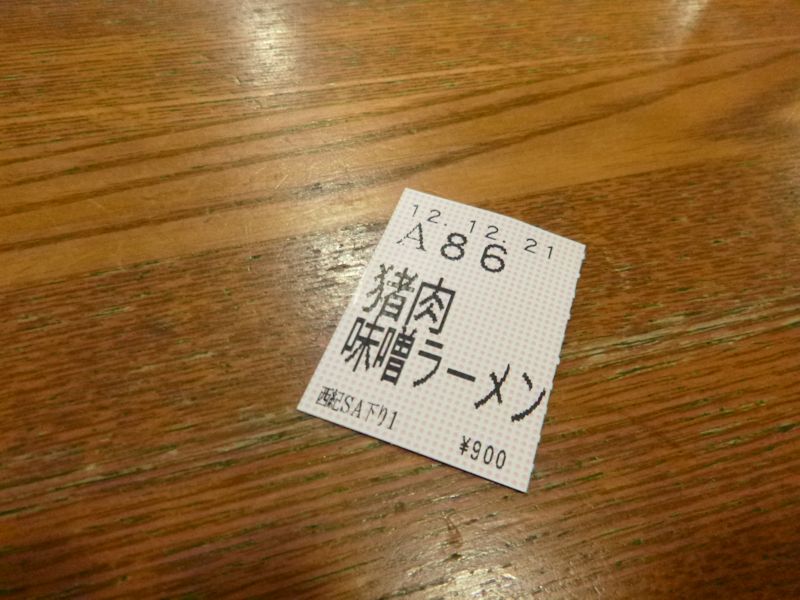 12.12.21
A86
猪肉
味噌ラーメン
西紀SA下り1
¥900